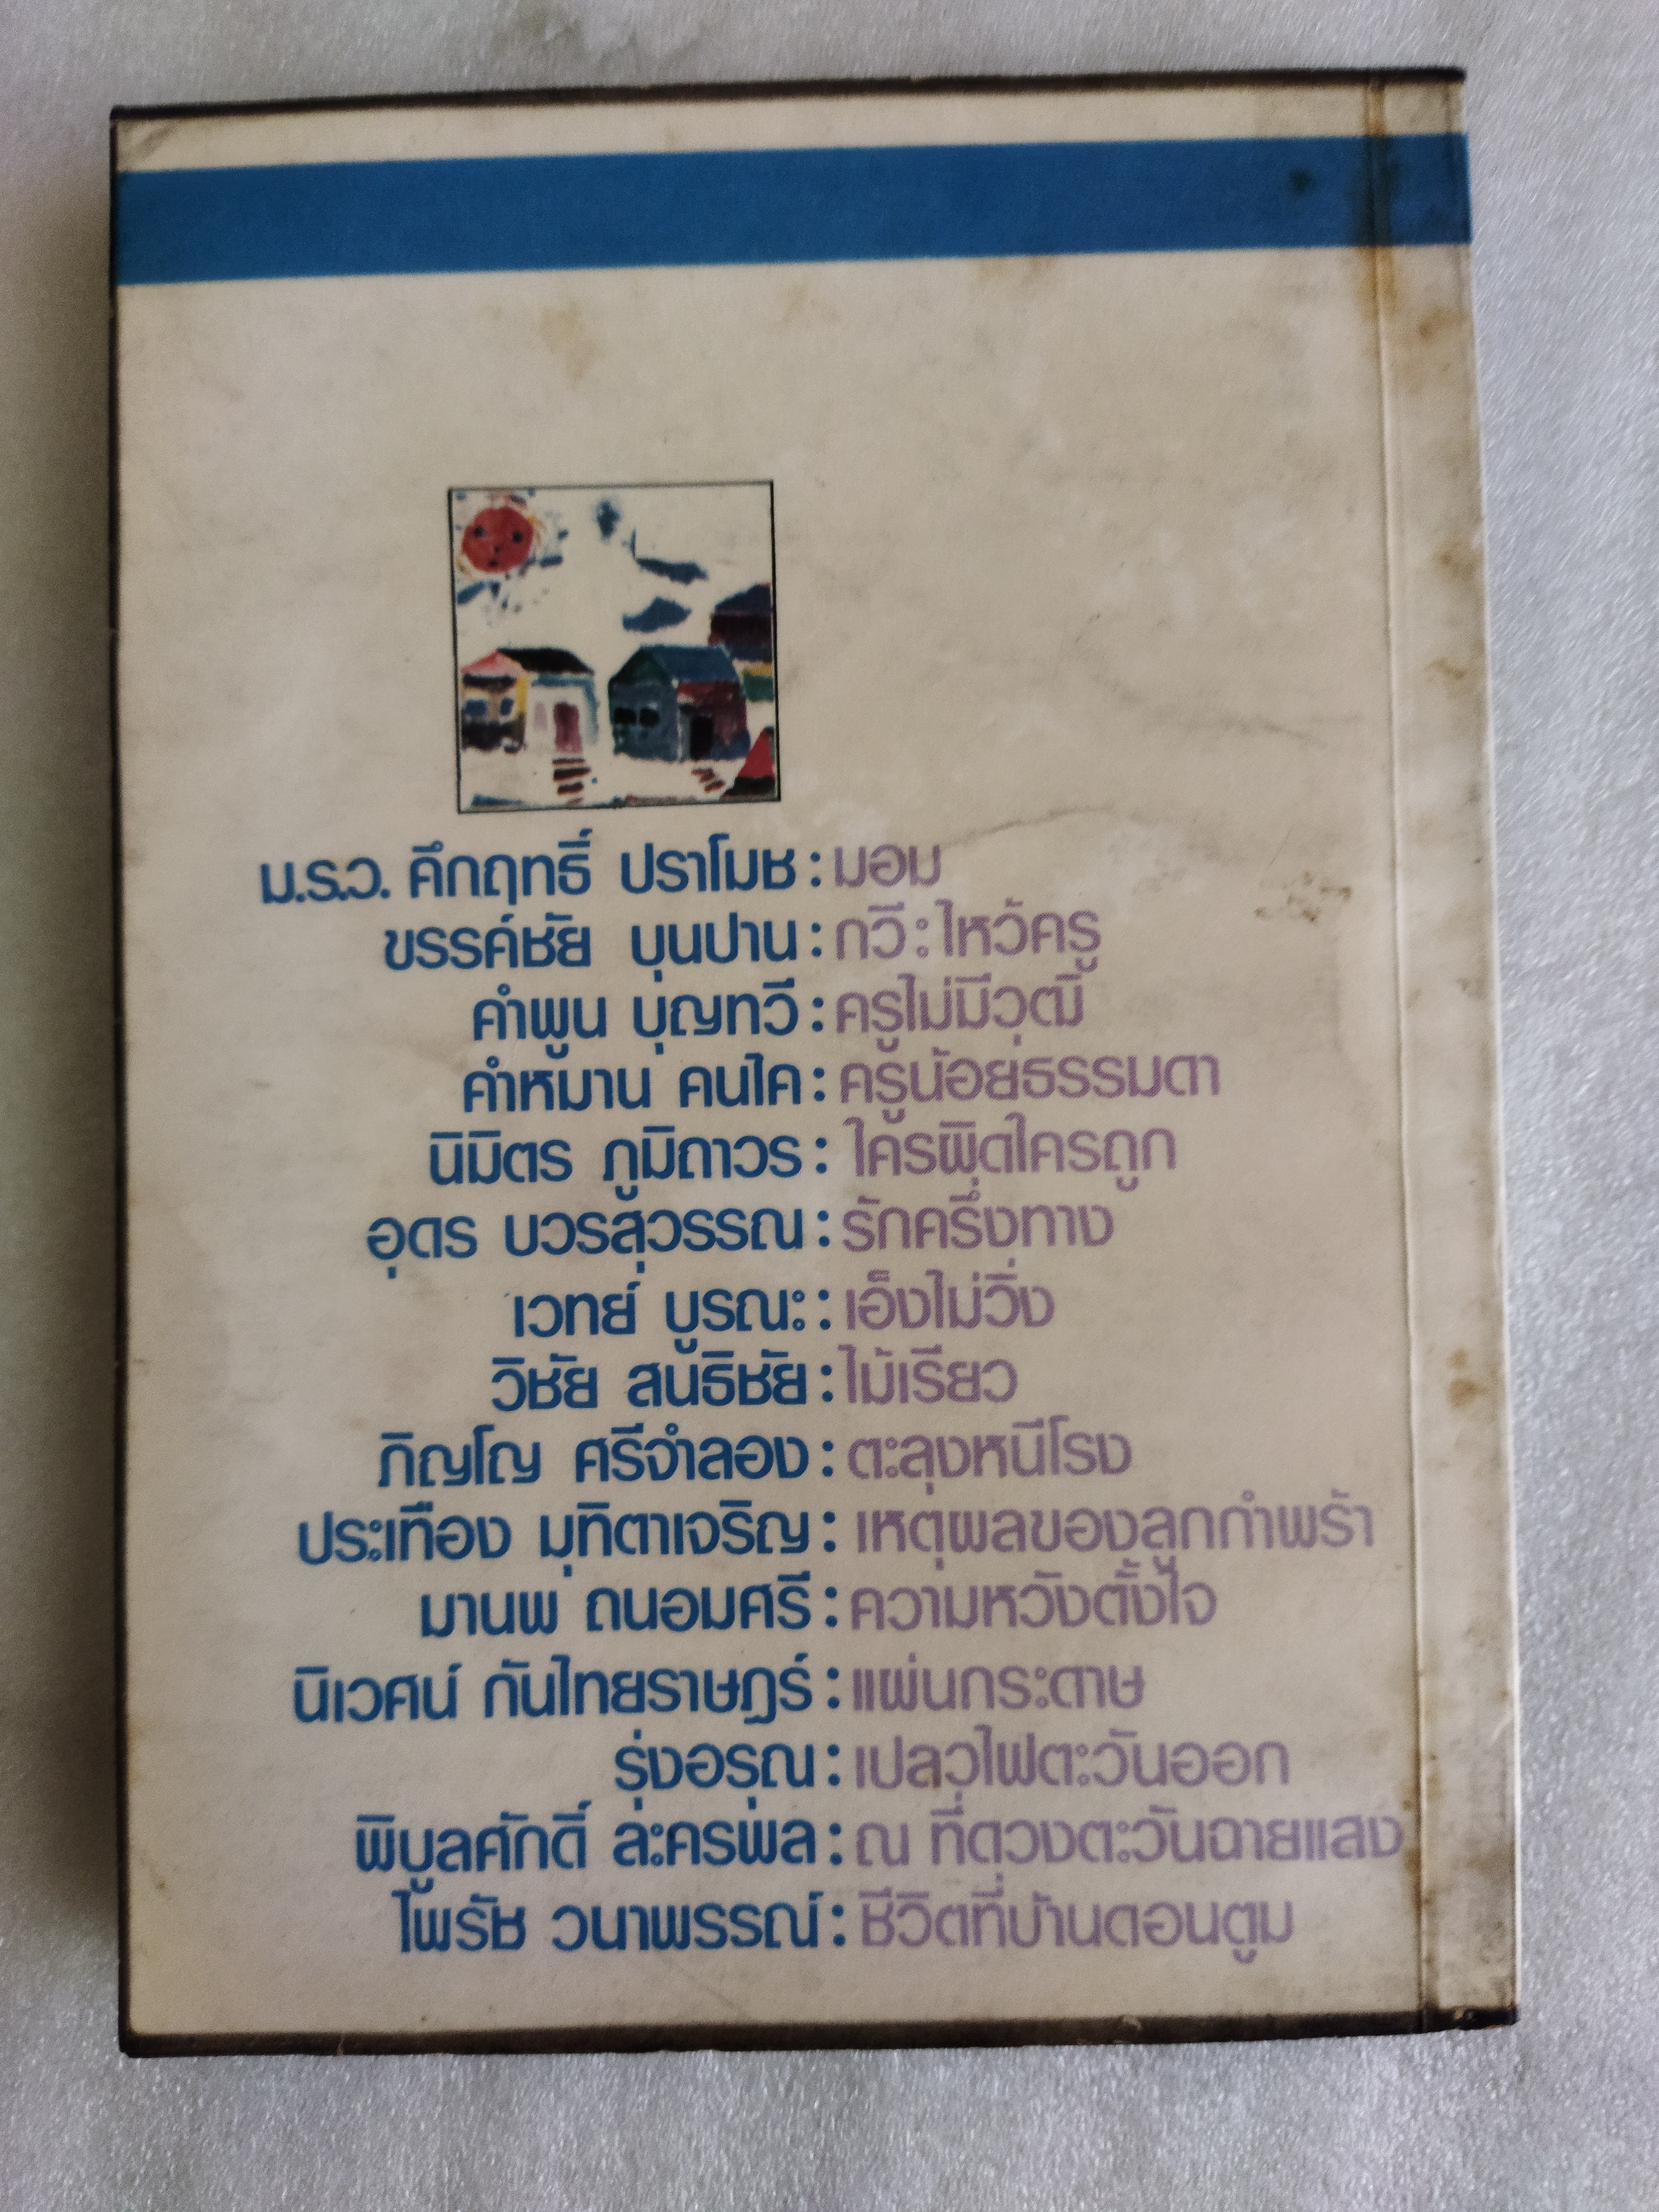 ม.ร.ว. คึกฤทธิ์ ปราโมช : มอม
ขรรค์ชัย บุนปาน : กวี : ไหว้ครู
คำพูน บุญทวี : ครูไม่มีวุฒิ
คำหมาน คนไค : ครูน้อยธรรมดา
นิมิตร ภูมิถาวร : ใครผิดใครถูก
อุดร บวรสุวรรณ : รักครึ่งทาง
เวทย์ บูรณะ : เอ็งไม่วิ่ง
วิชัย สนธิชัย : ไม้เรียว
ภิญโญ ศรีจำลอง : ตะลุงหนีโรง
ประเทือง มุทิตาเจริญ : เหตุผลของลูกกำพร้า
มานพ ถนอมศรี : ความหวังตั้งใจ
นิเวศน์ กันไทยราษฎร์ : แผ่นกระดาษ
รุ่งอรุณ : เปลวไฟตะวันออก
พิบูลศักดิ์ ละครพล : ณ ที่ดวงตะวันฉายแสง
ไพรัช วนาพรรณ์ : ชีวิตที่บ้านดอนตูม